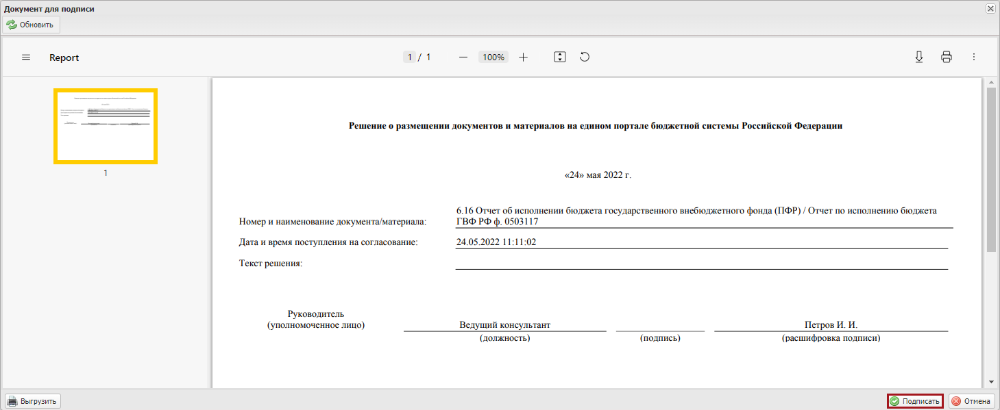 Документ для подписи
Обновить
Report
1 / 1
100%
1
Решение о размещении документов и материалов на едином портале бюджетной системы Российской Федерации
«24» мая 2022 г.
6.16 Отчет об исполнении бюджета государственного внебюджетного фонда (ПФР) / Отчет по исполнению бюджета
Номер и наименование документа/материала: ГВФ РФ ф. 0503117
Дата и время поступления на согласование: 24.05.2022 11:11:02
Текст решения:
Руководитель
(уполномоченное лицо) Ведущий консультант Петров И. И.
(должность) (подпись) (расшифровка подписи)
Выгрузить Подписать Отмена